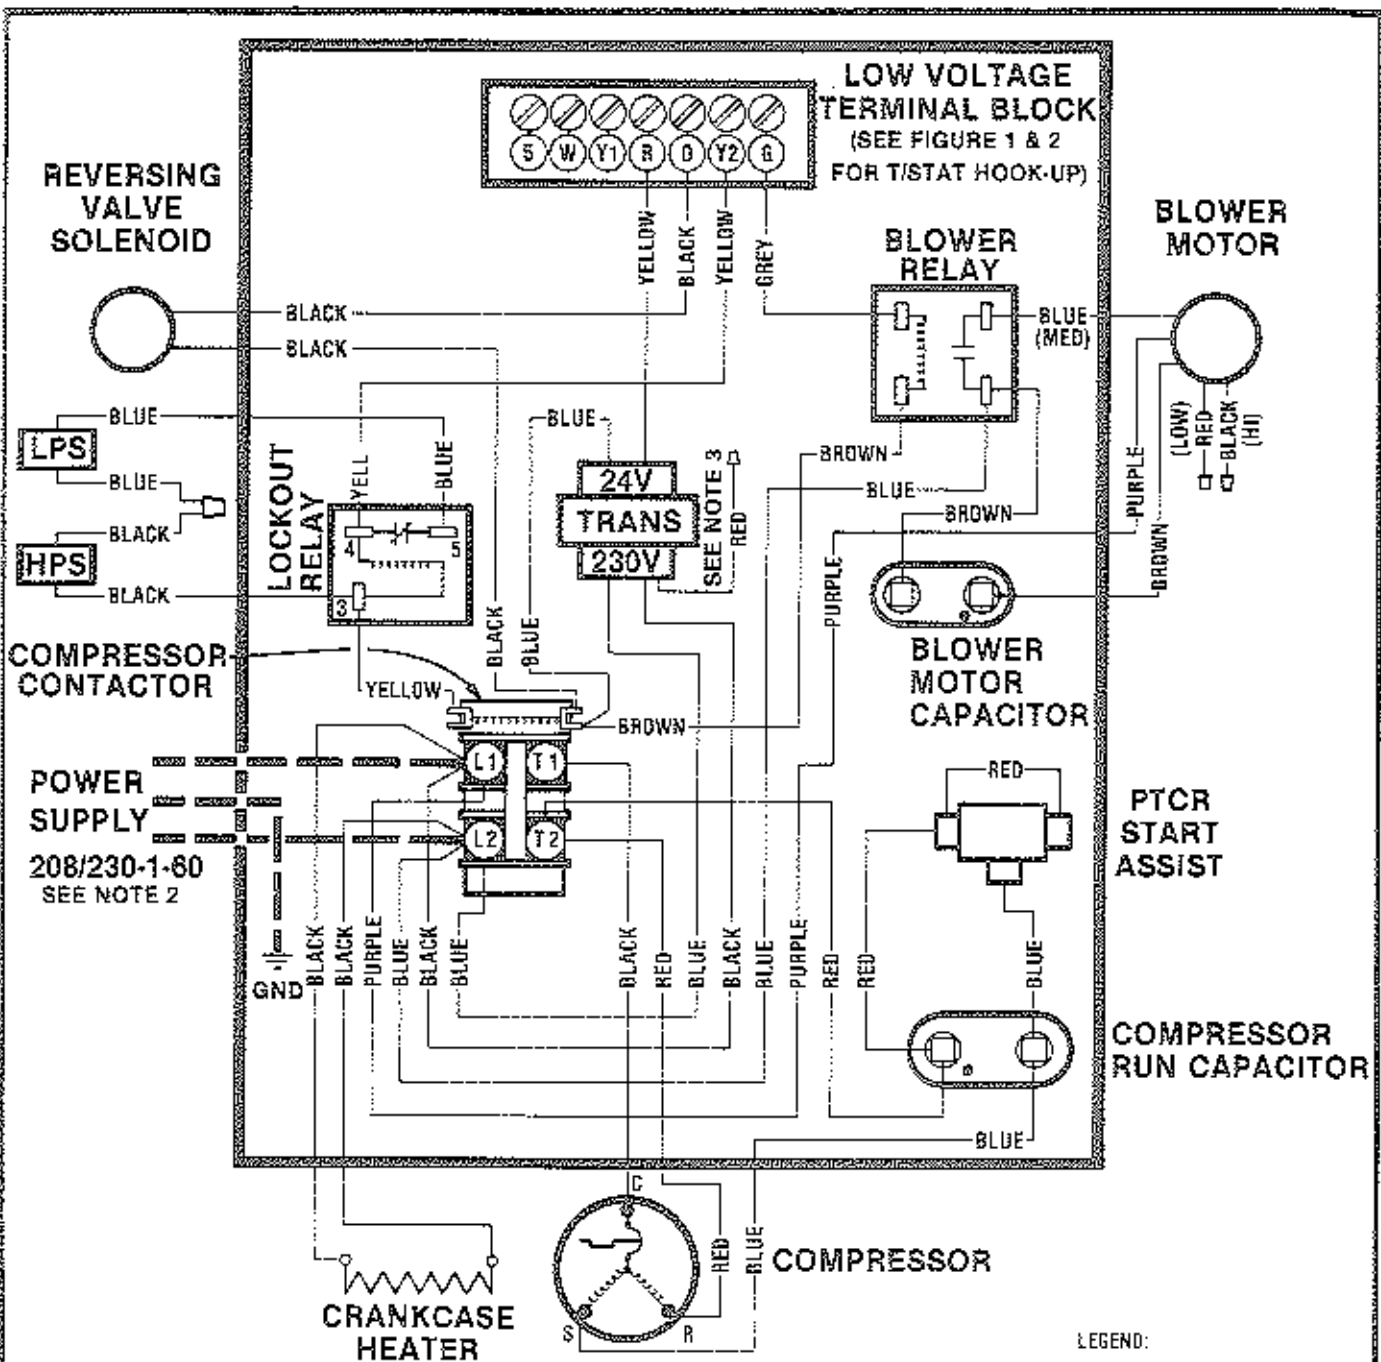 LOW VOLTAGE
TERMINAL BLOCK
(SEE FIGURE 1 & 2
FOR T/STAT HOOK-UP)
5 W Y1 R O Y2 G
REVERSING
VALVE
SOLENOID
BLOWER
MOTOR
BLOWER
RELAY
YELLOW
BLACK
YELLOW
GREY
BLACK
BLACK
BLUE
(MED)
BLUE
LPS
BLUE
BLACK
HPS
BLACK
LOCKOUT
RELAY
YELL
BLUE
4
5
3
BLUE
24V
TRANS
230V
SEE NOTE 3
RED
BROWN
BLUE
BROWN
(LOW)
RED
BLACK
(HI)
PURPLE
BROWN
PURPLE
BLACK
BLUE
COMPRESSOR
CONTACTOR
YELLOW
BROWN
BLOWER
MOTOR
CAPACITOR
L1
T1
L2
T2
POWER
SUPPLY
208/230-1-60
SEE NOTE 2
GND
RED
PTCR
START
ASSIST
BLACK
BLACK
PURPLE
BLUE
BLACK
BLUE
BLACK
RED
BLUE
BLACK
BLUE
PURPLE
RED
RED
BLUE
COMPRESSOR
RUN CAPACITOR
BLUE
C
RED
BLUE
COMPRESSOR
S
R
CRANKCASE
HEATER
LEGEND: